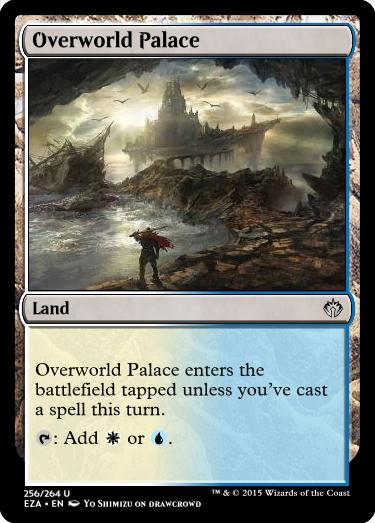 Overworld Palace
Land
Overworld Palace enters the
battlefield tapped unless you've cast
a spell this turn.
: Add or .
256/264 U
EZA • EN Yo Shimizu on drawcrowd
™ & © 2015 Wizards of the Coast